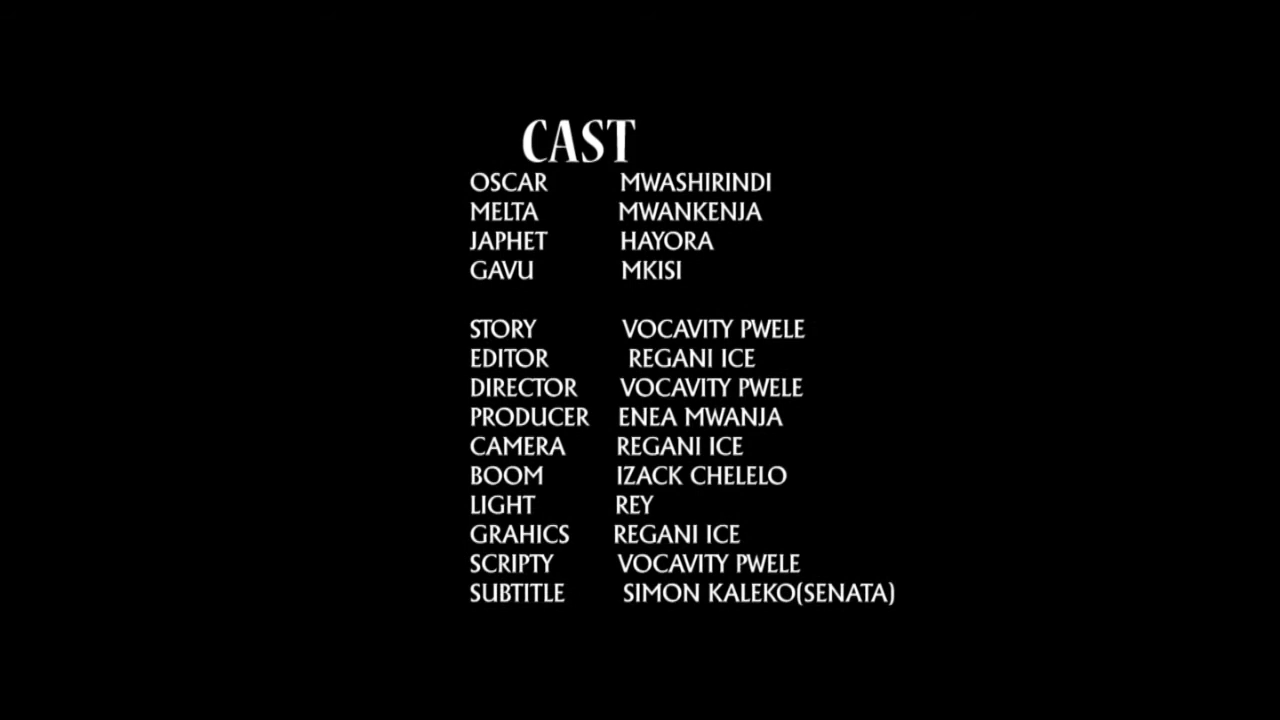 CAST
OSCAR MWASHIRINDI
MELTA MWANKENJA
JAPHET HAYORA
GAVU MKISI
STORY VOCAVITY PWELE
EDITOR REGANI ICE
DIRECTOR VOCAVITY PWELE
PRODUCER ENEA MWANJA
CAMERA REGANI ICE
BOOM IZACK CHELELO
LIGHT REY
GRAHICS REGANI ICE
SCRIPTY VOCAVITY PWELE
SUBTITLE SIMON KALEKO(SENATA)